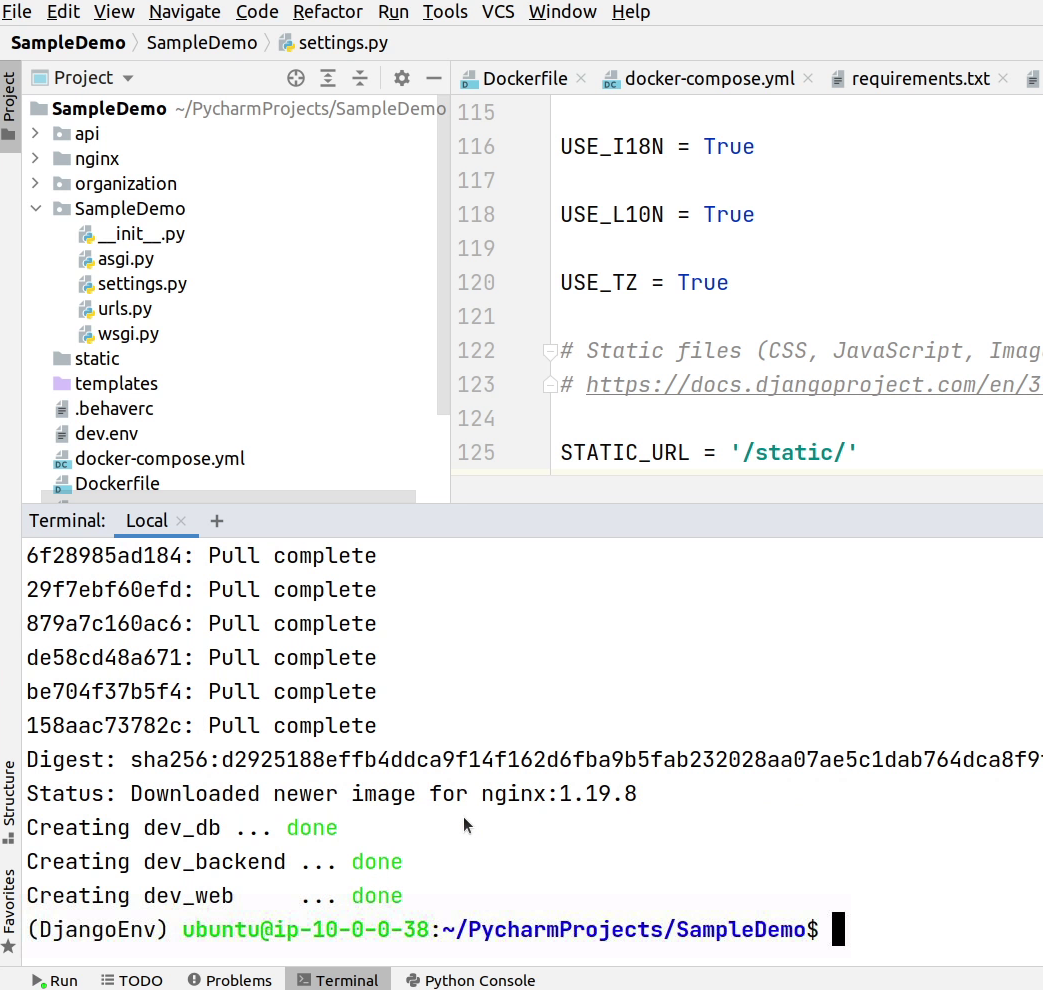 File Edit View Navigate Code Refactor Run Tools VCS Window Help
SampleDemo SampleDemo settings.py
Project
Project
Dockerfile docker-compose.yml requirements.txt
SampleDemo ~/PycharmProjects/SampleDemo
api
nginx
organization
SampleDemo
__init__.py
asgi.py
settings.py
urls.py
wsgi.py
static
templates
.behaverc
dev.env
DC docker-compose.yml
D Dockerfile
115
116 USE_I18N = True
117
118 USE_L10N = True
119
120 USE_TZ = True
121
122 # Static files (CSS, JavaScript, Imag
123 # https://docs.djangoproject.com/en/3
124
125 STATIC_URL = '/static/'
Terminal: Local
6f28985ad184: Pull complete
29f7ebf60efd: Pull complete
879a7c160ac6: Pull complete
de58cd48a671: Pull complete
be704f37b5f4: Pull complete
158aac73782c: Pull complete
Digest: sha256:d2925188effb4ddca9f14f162d6fba9b5fab232028aa07ae5c1dab764dca8f9
Status: Downloaded newer image for nginx:1.19.8
Creating dev_db ... done
Creating dev_backend ... done
Creating dev_web ... done
(DjangoEnv) ubuntu@ip-10-0-0-38:~/PycharmProjects/SampleDemo$
Structure
Favorites
Run TODO Problems Terminal Python Console